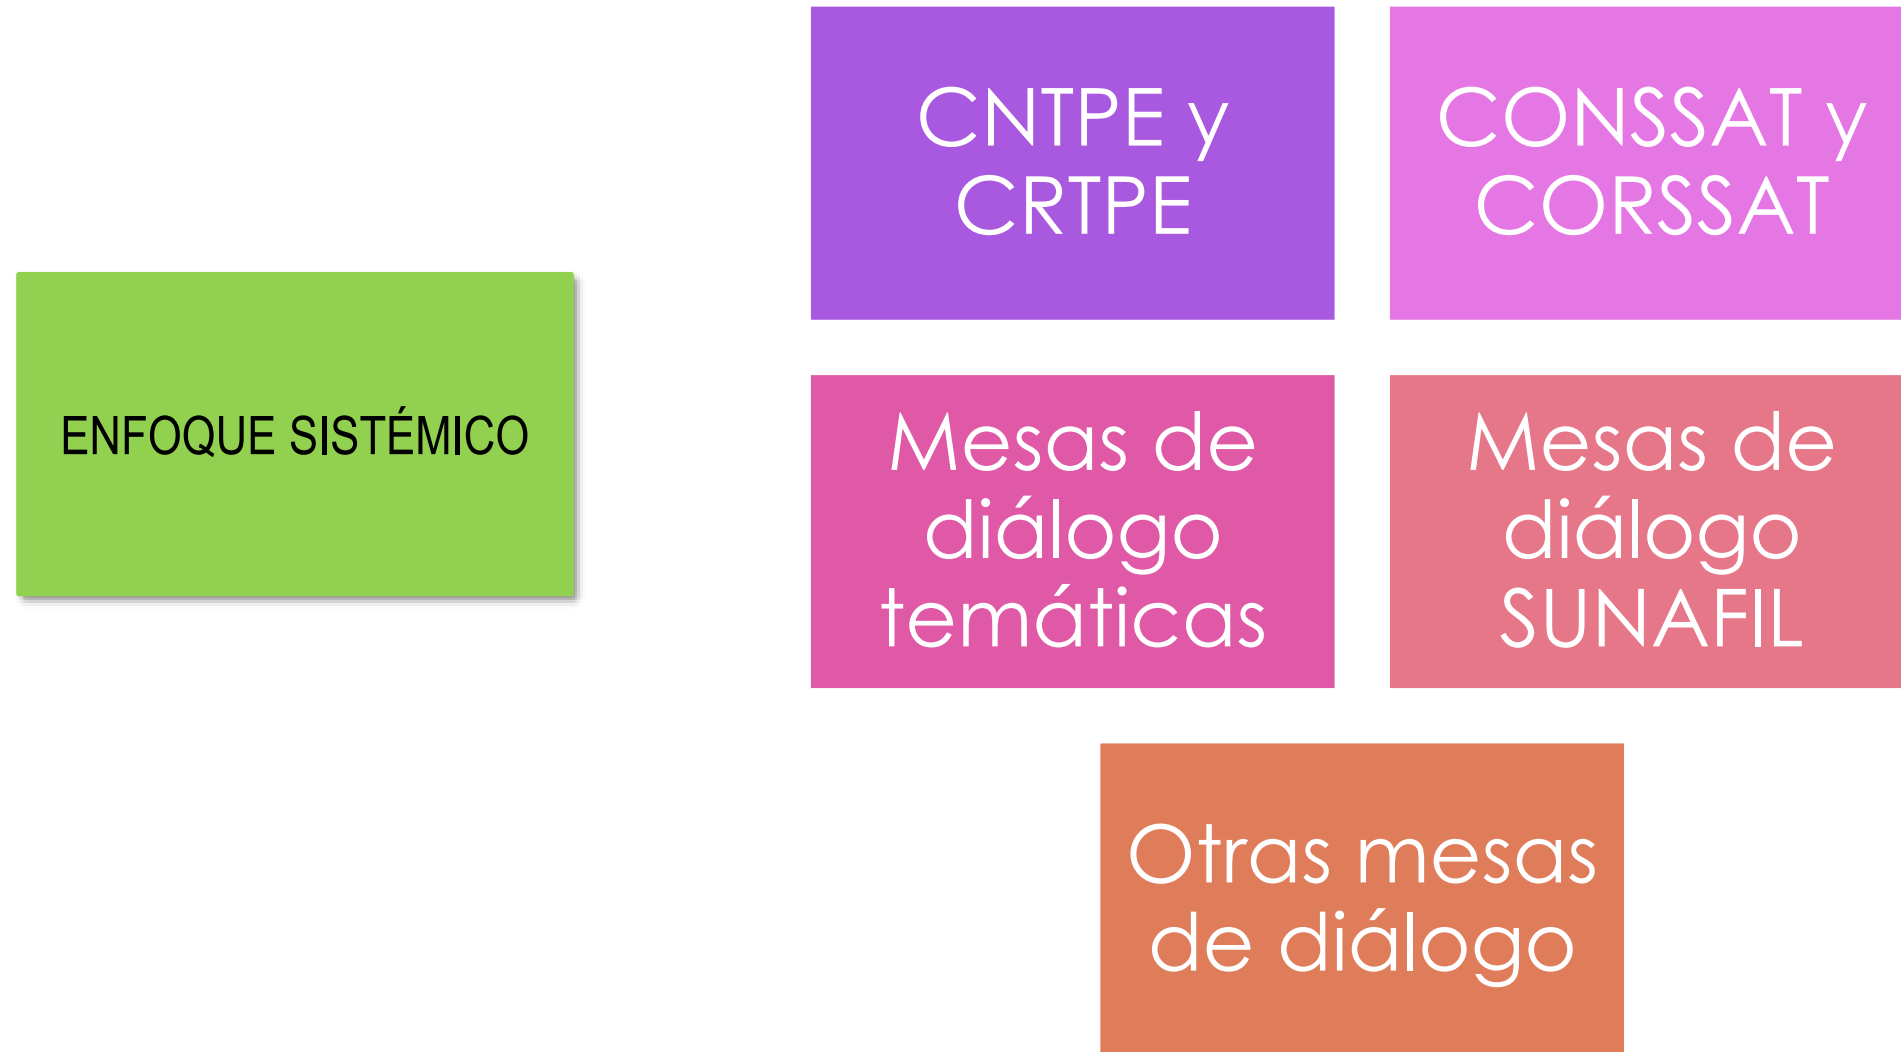 ENFOQUE SISTÉMICO
CNTPE y
CRTPE
CONSSAT y
CORSSAT
Mesas de
diálogo
temáticas
Mesas de
diálogo
SUNAFIL
Otras mesas
de diálogo